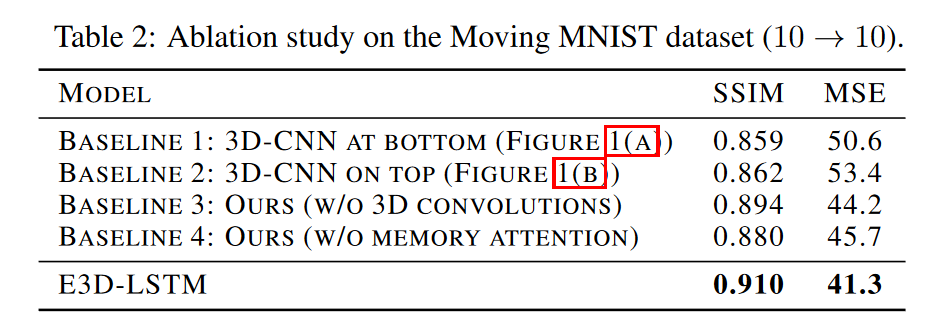 Table 2: Ablation study on the Moving MNIST dataset (10 → 10).
MODEL SSIM MSE
BASELINE 1: 3D-CNN AT BOTTOM (FIGURE 1(A)) 0.859 50.6
BASELINE 2: 3D-CNN ON TOP (FIGURE 1(B)) 0.862 53.4
BASELINE 3: OURS (W/O 3D CONVOLUTIONS) 0.894 44.2
BASELINE 4: OURS (W/O MEMORY ATTENTION) 0.880 45.7
E3D-LSTM 0.910 41.3